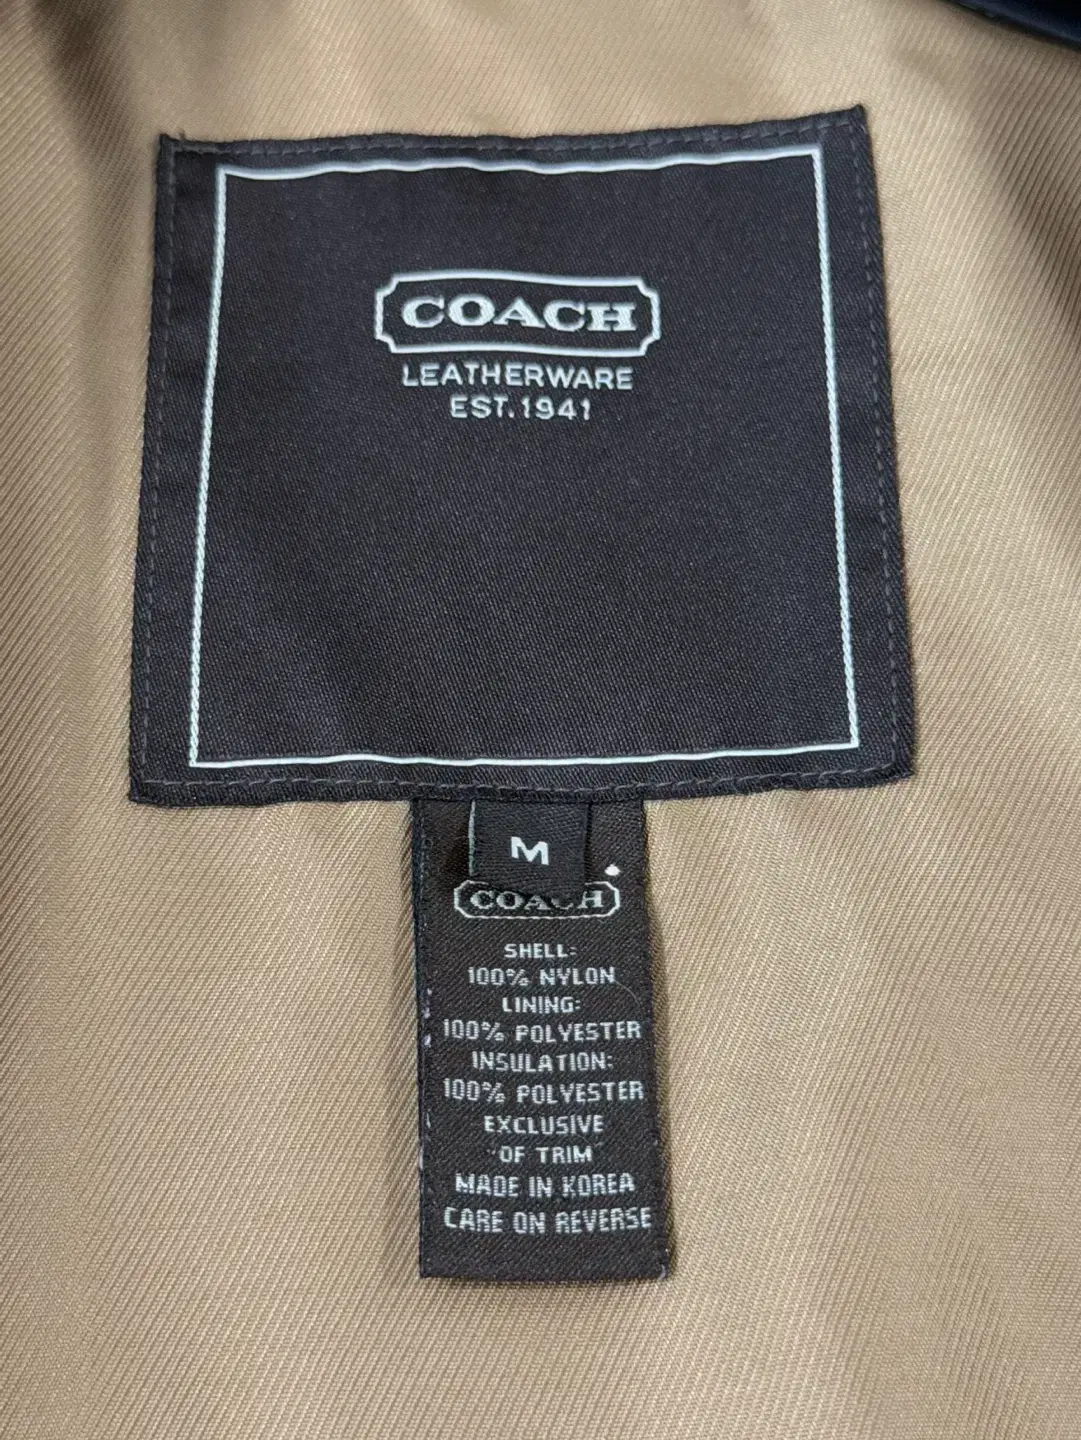 COACH
LEATHERWARE
EST.1941
M
COACH
SHELL:
100% NYLON
LINING:
100% POLYESTER
INSULATION:
100% POLYESTER
EXCLUSIVE
OF TRIM
MADE IN KOREA
CARE ON REVERSE